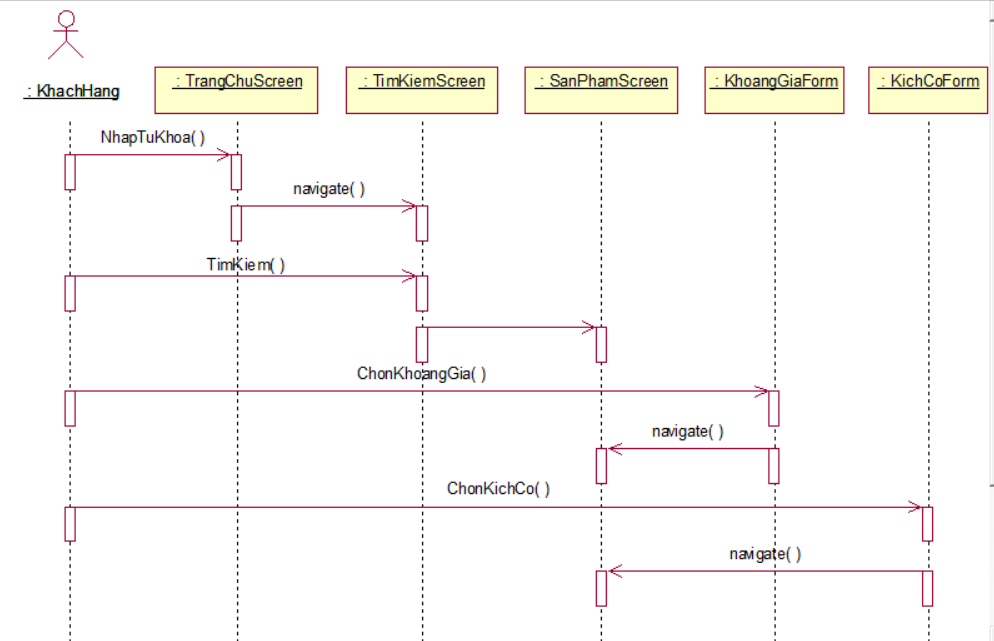 : KhachHang
: TrangChuScreen
: TimKiemScreen
: SanPhamScreen
: KhoangGiaForm
: KichCoForm
NhapTuKhoa( )
navigate( )
TimKiem( )
ChonKhoangGia( )
navigate( )
ChonKichCo( )
navigate( )